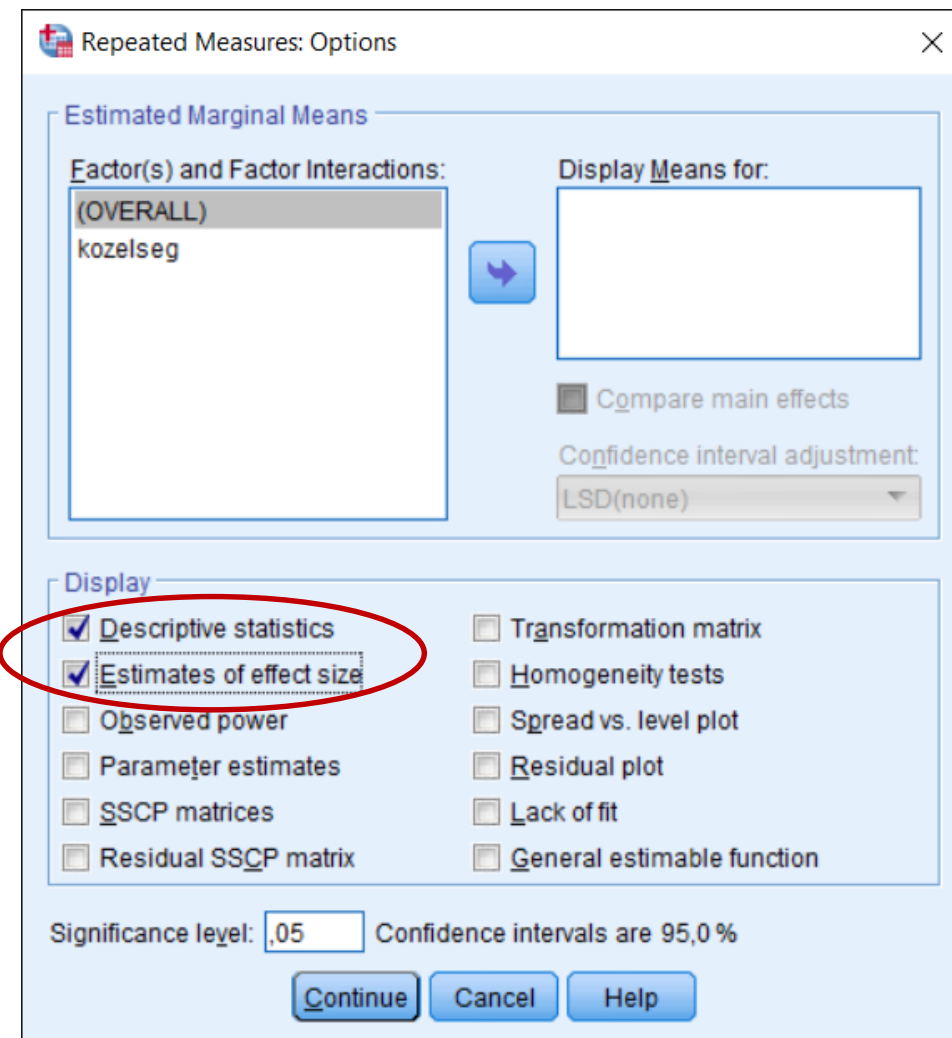 Repeated Measures: Options
Estimated Marginal Means
Factor(s) and Factor Interactions:
(OVERALL)
kozelseg
Display Means for:
Compare main effects
Confidence interval adjustment:
LSD(none)
Display
Descriptive statistics
Estimates of effect size
Observed power
Parameter estimates
SSCP matrices
Residual SSCP matrix
Transformation matrix
Homogeneity tests
Spread vs. level plot
Residual plot
Lack of fit
General estimable function
Significance level: ,05 Confidence intervals are 95,0 %
Continue Cancel Help